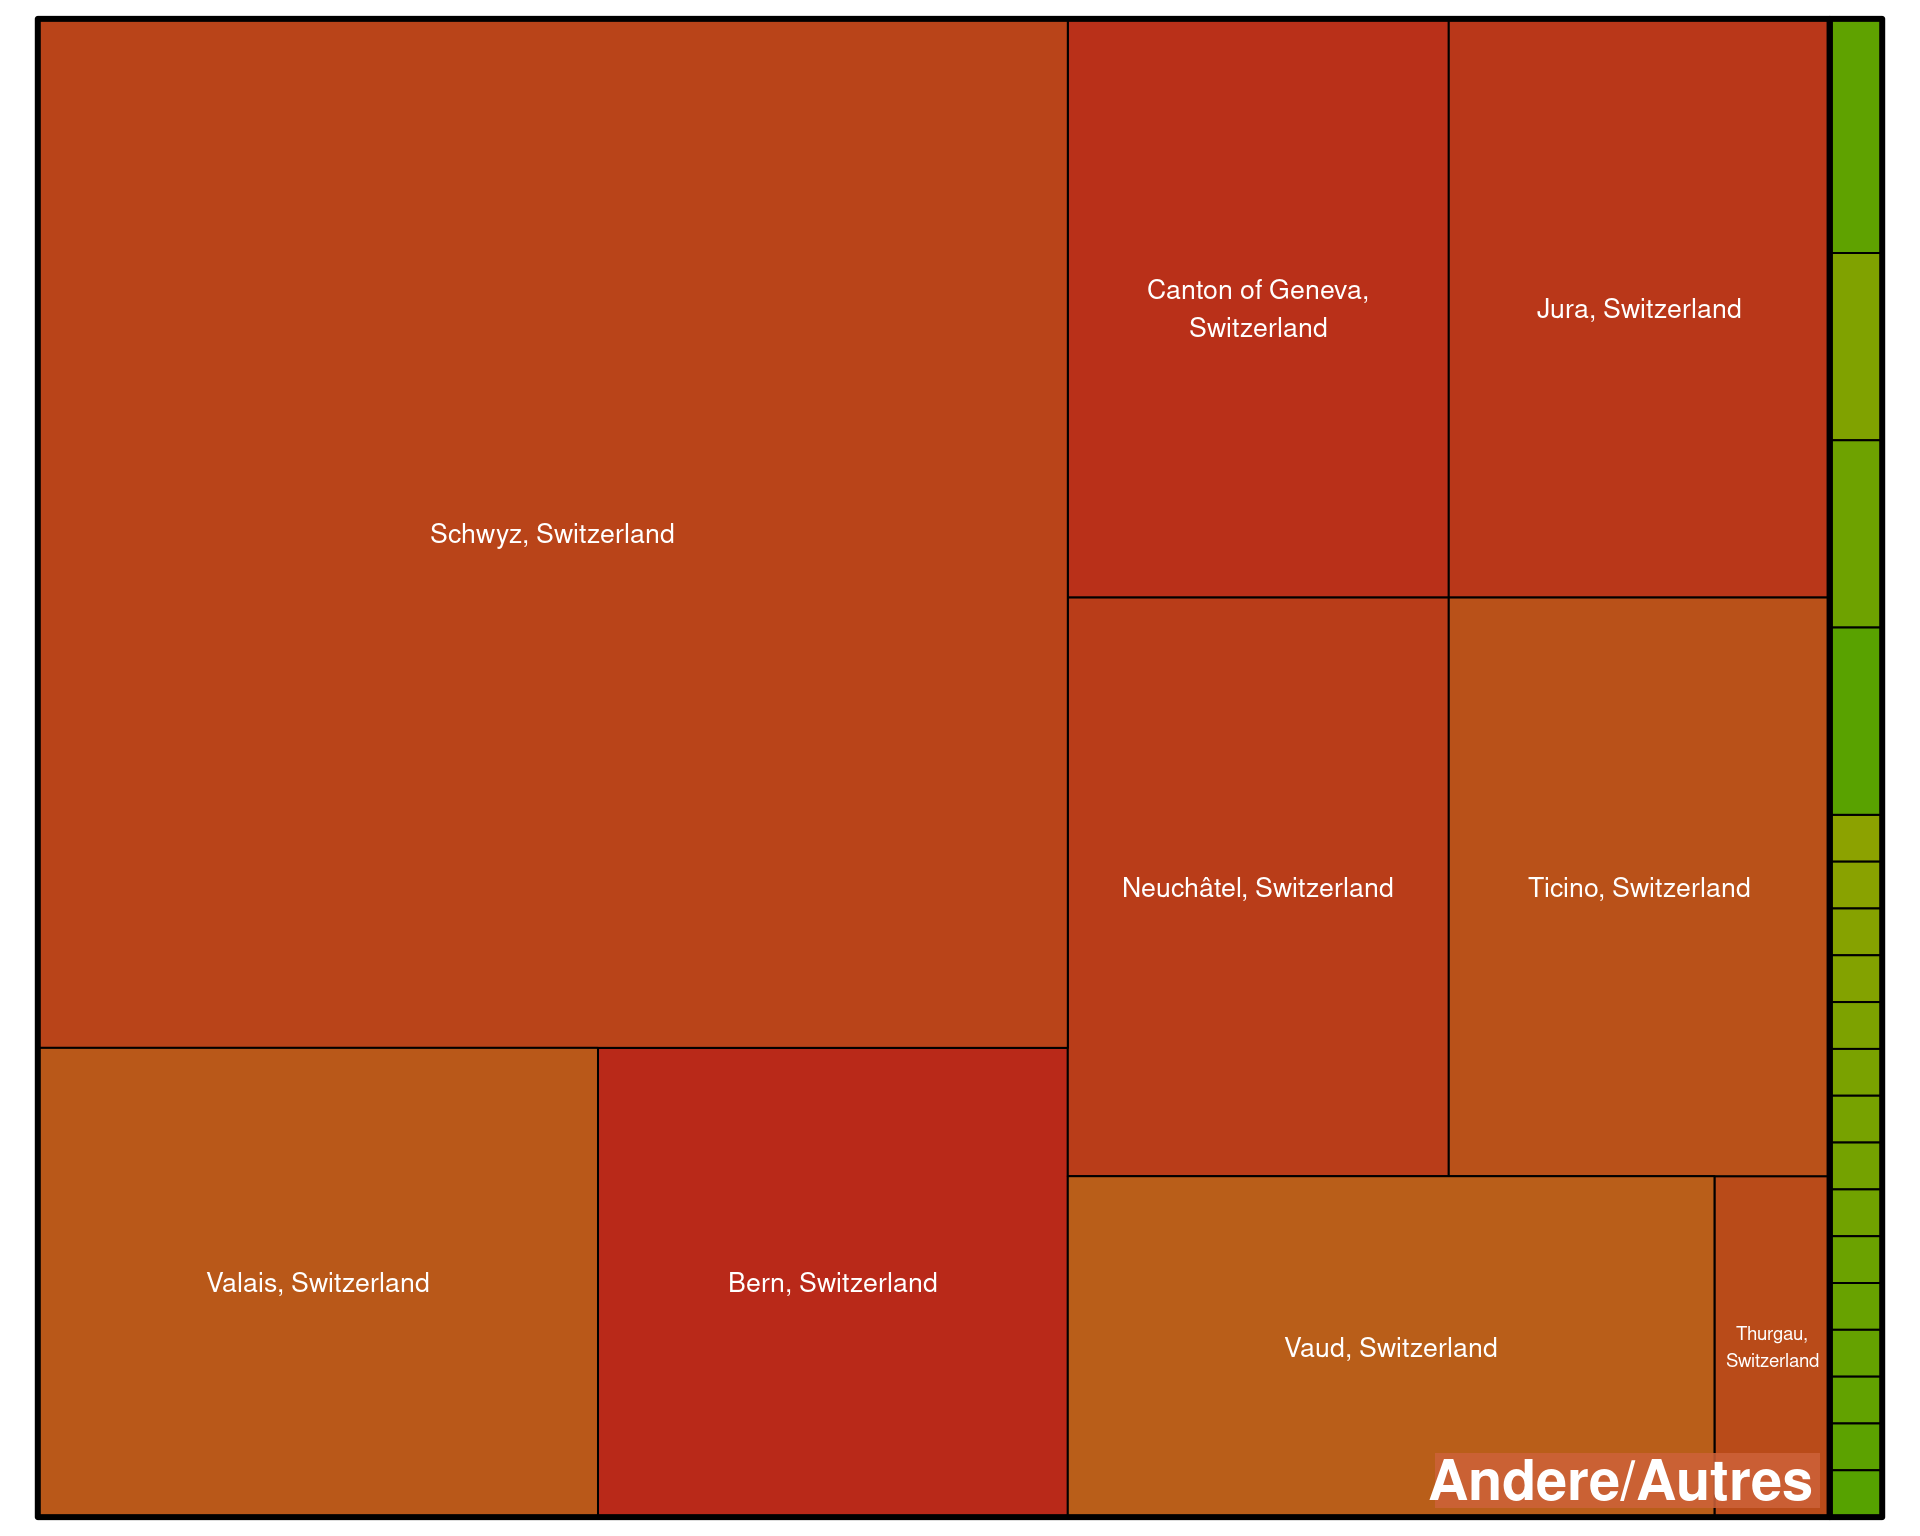 Schwyz, Switzerland
Canton of Geneva,
Switzerland
Jura, Switzerland
Neuchâtel, Switzerland
Ticino, Switzerland
Valais, Switzerland
Bern, Switzerland
Vaud, Switzerland
Thurgau,
Switzerland
Andere/Autres